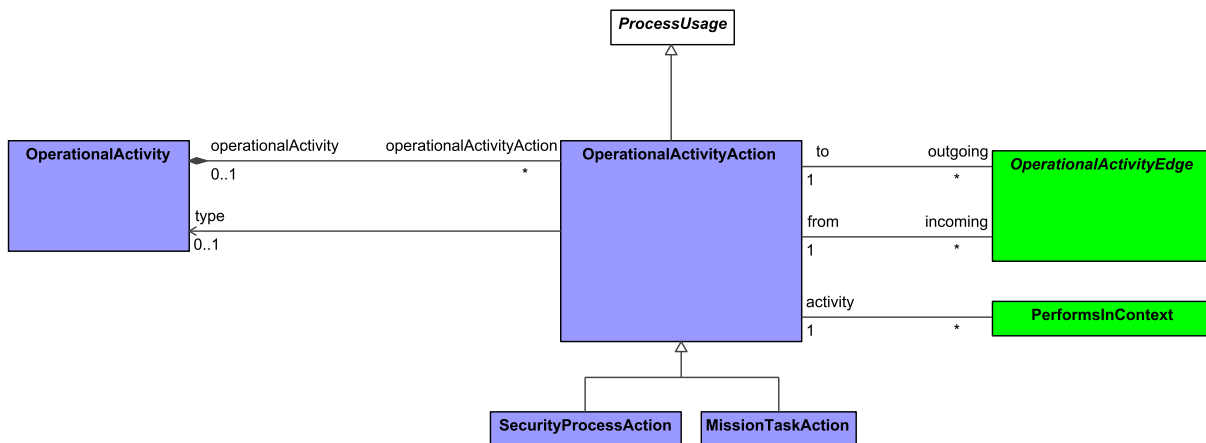 ProcessUsage
OperationalActivity
operationalActivity
operationalActivityAction
0..1
*
type
0..1
OperationalActivityAction
to
outgoing
1
*
from
incoming
1
*
activity
1
*
OperationalActivityEdge
PerformsInContext
SecurityProcessAction
MissionTaskAction